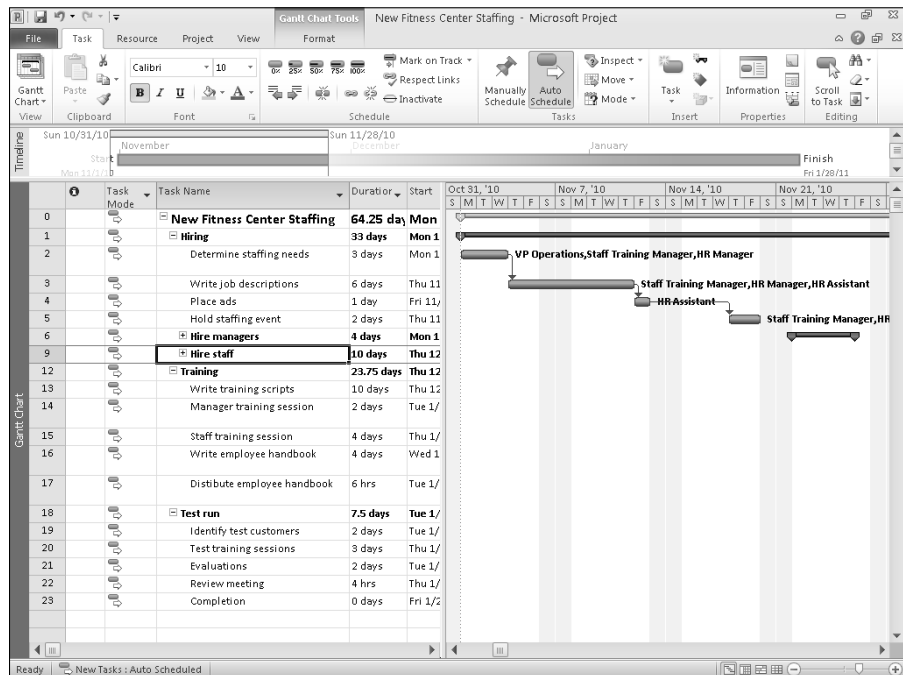 Gantt Chart Tools New Fitness Center Staffing - Microsoft Project
File Task Resource Project View Format
Gantt Chart
View
Paste
Clipboard
Calibri 10
B I U A
Font
0% 25% 50% 75% 100%
Mark on Track
Respect Links
Inactivate
Schedule
Manually Schedule
Auto Schedule
Inspect
Move
Mode
Tasks
Task
Insert
Information
Properties
Scroll to Task
Editing
Timeline
Sun 10/31/10 Sun 11/28/10
November December January
Start
Mon 11/1/10
Finish
Fri 1/28/11
Gantt Chart
Task Mode Task Name Duration Start
Oct 31, '10 Nov 7, '10 Nov 14, '10 Nov 21, '10
S M T W T F S S M T W T F S S M T W T F S S M T W T F S
0 New Fitness Center Staffing 64.25 day Mon
1 Hiring 33 days Mon 1
2 Determine staffing needs 3 days Mon 1
VP Operations,Staff Training Manager,HR Manager
3 Write job descriptions 6 days Thu 11
Staff Training Manager,HR Manager,HR Assistant
4 Place ads 1 day Fri 11/
HR Assistant
5 Hold staffing event 2 days Thu 11
Staff Training Manager,HR
6 Hire managers 4 days Mon 1
9 Hire staff 10 days Thu 12
12 Training 23.75 days Thu 12
13 Write training scripts 10 days Thu 12
14 Manager training session 2 days Tue 1/
15 Staff training session 4 days Thu 1/
16 Write employee handbook 4 days Wed 1
17 Distibute employee handbook 6 hrs Tue 1/
18 Test run 7.5 days Tue 1/
19 Identify test customers 2 days Tue 1/
20 Test training sessions 3 days Thu 1/
21 Evaluations 2 days Tue 1/
22 Review meeting 4 hrs Thu 1/
23 Completion 0 days Fri 1/2
Ready New Tasks : Auto Scheduled